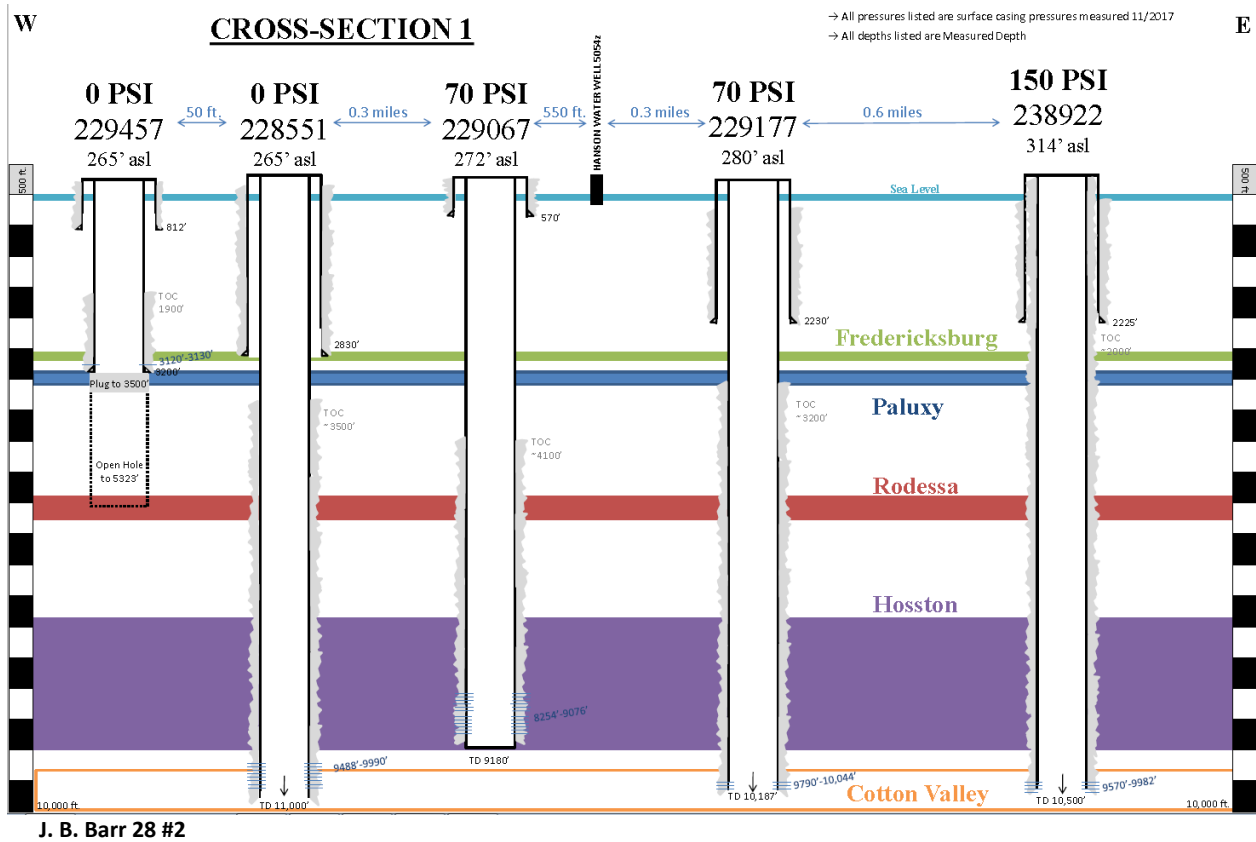 W
CROSS-SECTION 1
→ All pressures listed are surface casing pressures measured 11/2017
→ All depths listed are Measured Depth
E
0 PSI
229457
265’ asl
50 ft.
0 PSI
228551
265’ asl
0.3 miles
70 PSI
229067
272’ asl
550 ft.
HANSON WATER WELL 5054z
0.3 miles
70 PSI
229177
280’ asl
0.6 miles
150 PSI
238922
314’ asl
500 ft.
500 ft.
Sea Level
812’
570’
TOC
1900’
2830’
2230’
2225’
Fredericksburg
TOC
~2000’
3120’-3130’
3200’
Plug to 3500’
Paluxy
TOC
~3500’
TOC
~3200’
TOC
~4100’
Open Hole
to 5323’
Rodessa
Hosston
8254’-9076’
TD 9180’
9488’-9990’
9790’-10,044’
9570’-9982’
Cotton Valley
10,000 ft.
TD 11,000’
TD 10,187’
TD 10,500’
10,000 ft.
J. B. Barr 28 #2